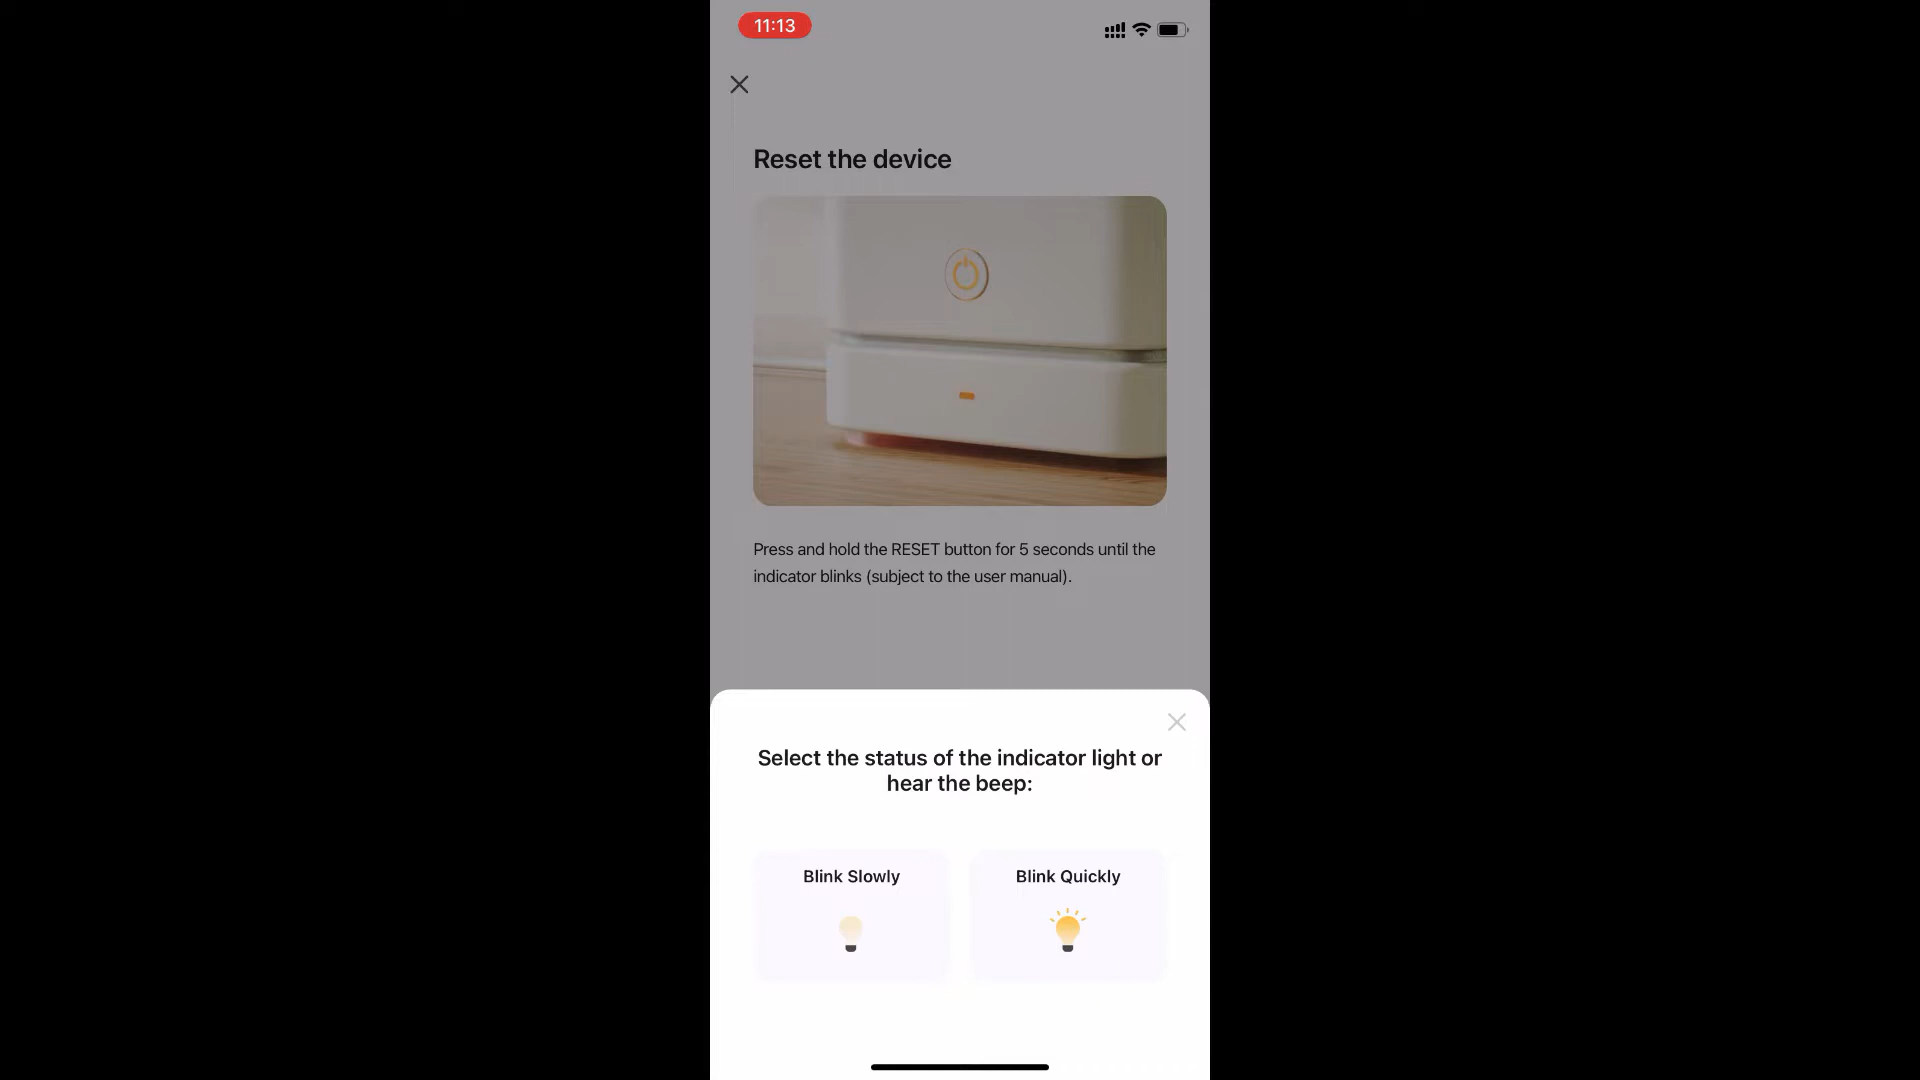 11:13
Reset the device
Press and hold the RESET button for 5 seconds until the
indicator blinks (subject to the user manual).
Select the status of the indicator light or
hear the beep:
Blink Slowly
Blink Quickly